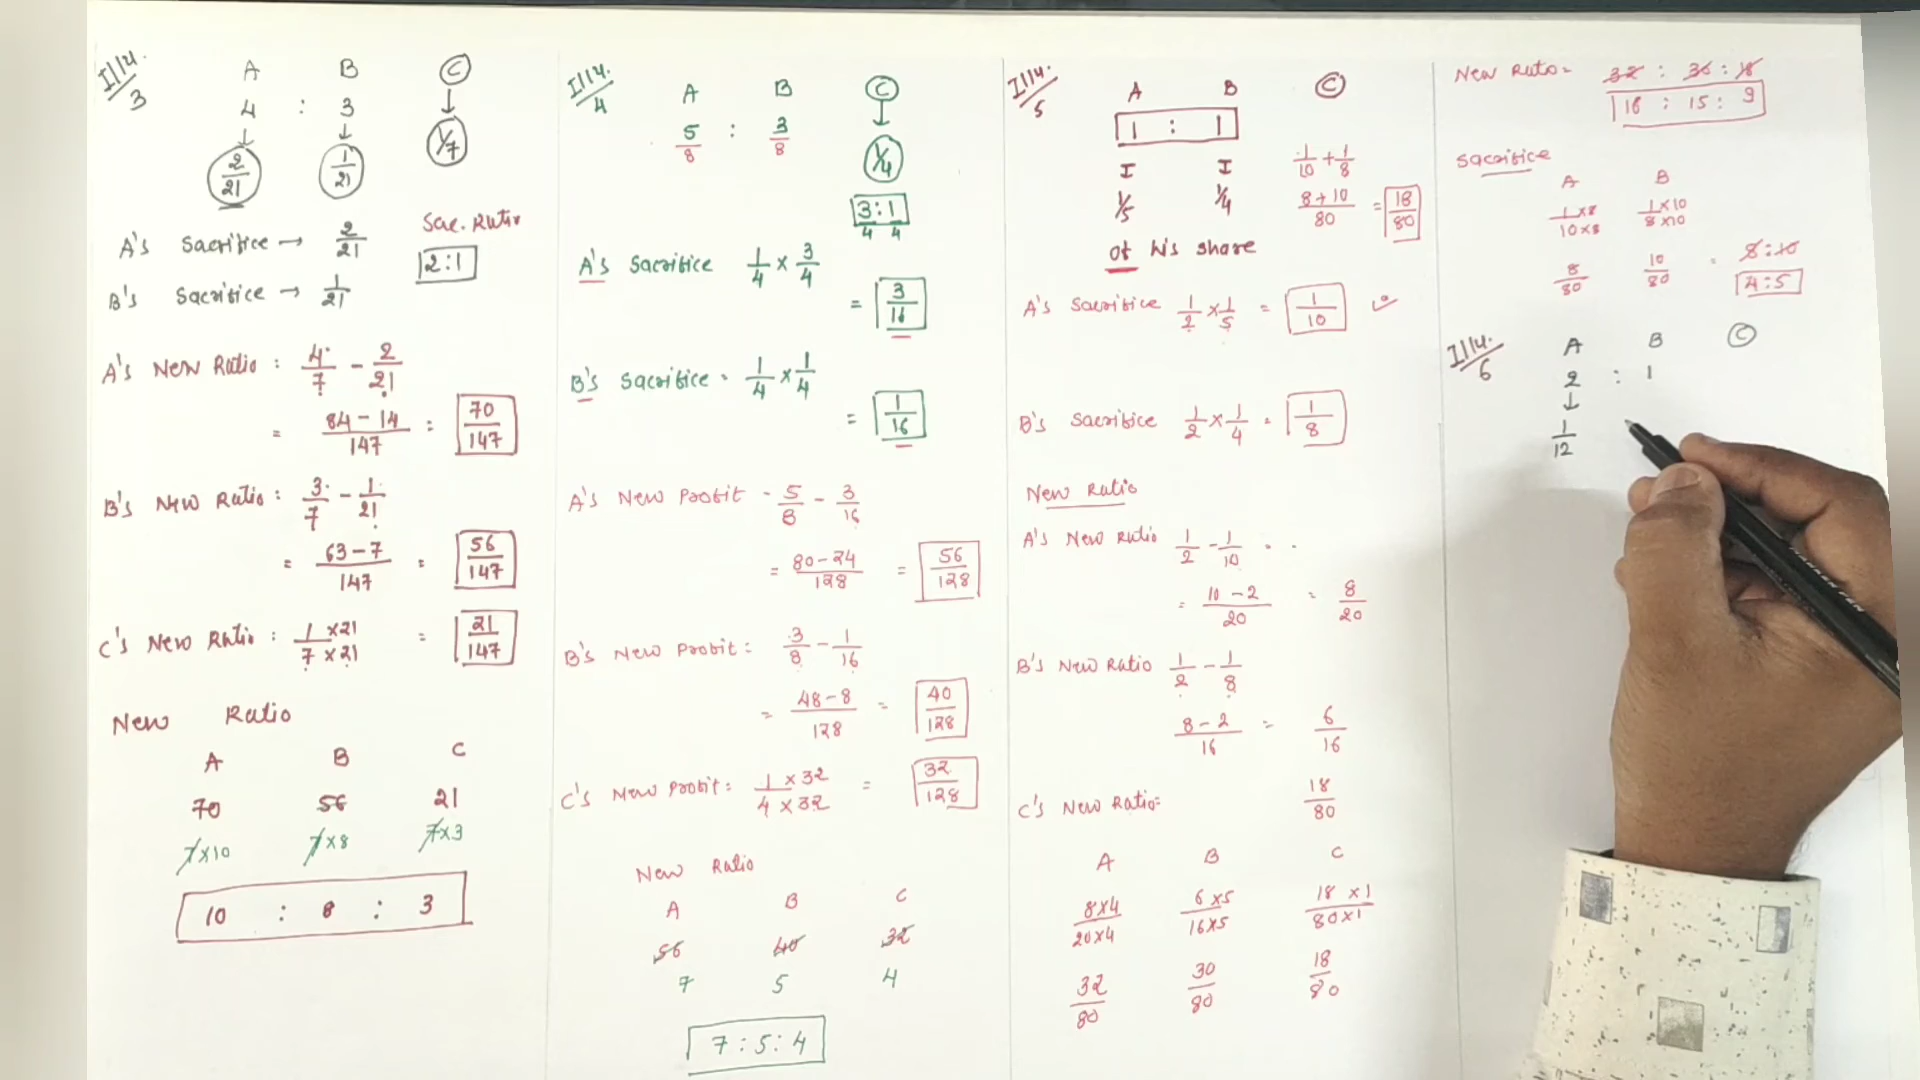 Illu. 3
A B C
4 : 3
2/21 1/21 1/7
A's Sacrifice → 2/21
Sac. Ratio
2:1
B's Sacrifice → 1/21
A's New Ratio : 4/7 - 2/21
= 84-14/147 : 70/147
B's New Ratio : 3/7 - 1/21
= 63-7/147 = 56/147
C's New Ratio : 1×21/7×21 = 21/147
New Ratio
A B C
70 56 21
7×10 7×8 7×3
10 : 8 : 3
Illu. 4
A B C
5/8 : 3/8
1/4
3:1
4 4
A's Sacrifice 1/4 × 3/4
= 3/16
B's Sacrifice = 1/4 × 1/4
= 1/16
A's New Profit - 5/8 - 3/16
= 80-24/128 = 56/128
B's New Profit : 3/8 - 1/16
= 48-8/128 = 40/128
C's New Profit : 1×32/4×32 = 32/128
New Ratio
A B C
56 40 32
7 5 4
7:5:4
Illu. 5
A B C
1 : 1
I I
1/5 1/4
1/10 + 1/8
8+10/80 = 18/80
of his share
A's Sacrifice 1/2 × 1/5 = 1/10
B's Sacrifice 1/2 × 1/4 = 1/8
New Ratio
A's New Ratio 1/2 - 1/10
= 10-2/20 = 8/20
B's New Ratio 1/2 - 1/8
8-2/16 = 6/16
C's New Ratio= 18/80
A B C
8×4/20×4 6×5/16×5 18×1/80×1
32/80 30/80 18/80
New Ratio= 32 : 30 : 18
16 : 15 : 9
Sacrifice
A B
1×8/10×8 1×10/8×10
8/80 10/80 = 8:10
4:5
Illu. 6
A B C
2 : 1
1/12